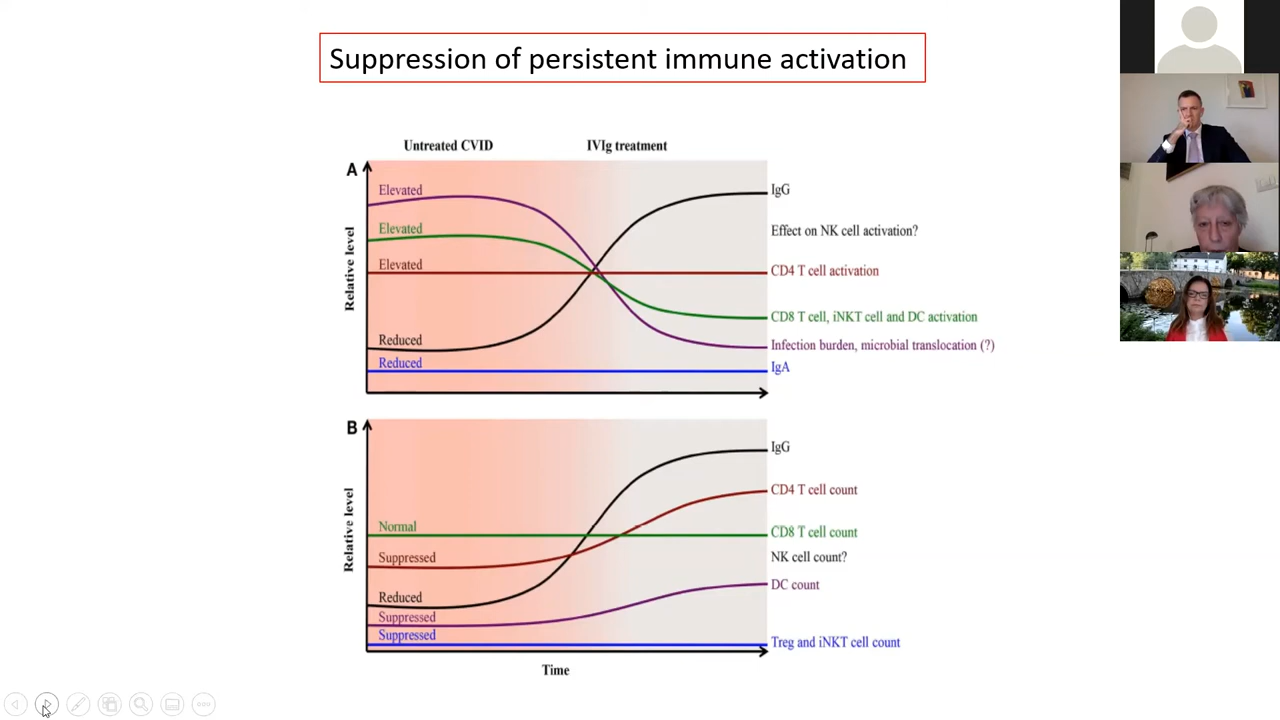 Suppression of persistent immune activation
Untreated CVID
IVIg treatment
A
Relative level
Elevated
Elevated
Elevated
Reduced
Reduced
IgG
Effect on NK cell activation?
CD4 T cell activation
CD8 T cell, iNKT cell and DC activation
Infection burden, microbial translocation (?)
IgA
B
Relative level
Normal
Suppressed
Reduced
Suppressed
Suppressed
IgG
CD4 T cell count
CD8 T cell count
NK cell count?
DC count
Treg and iNKT cell count
Time